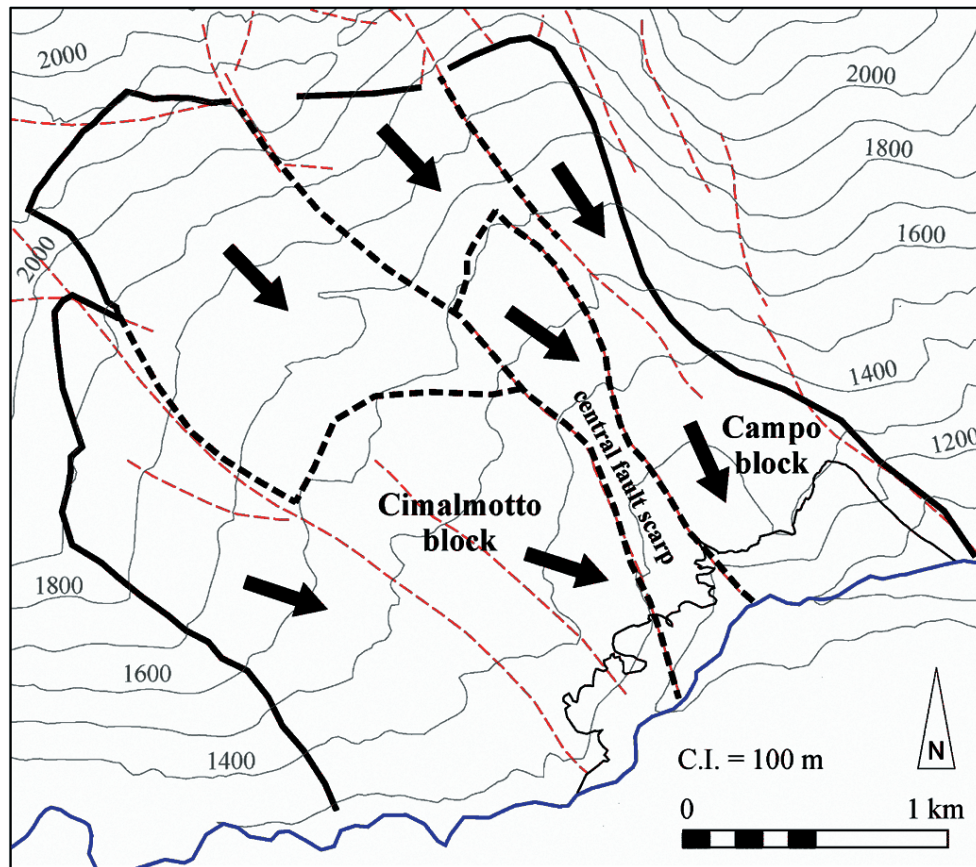 2000
2000
1800
1600
2000
1400
1200
Campo
block
central fault scarp
Cimalmotto
block
1800
1600
1400
N
C.I. = 100 m
0
1 km